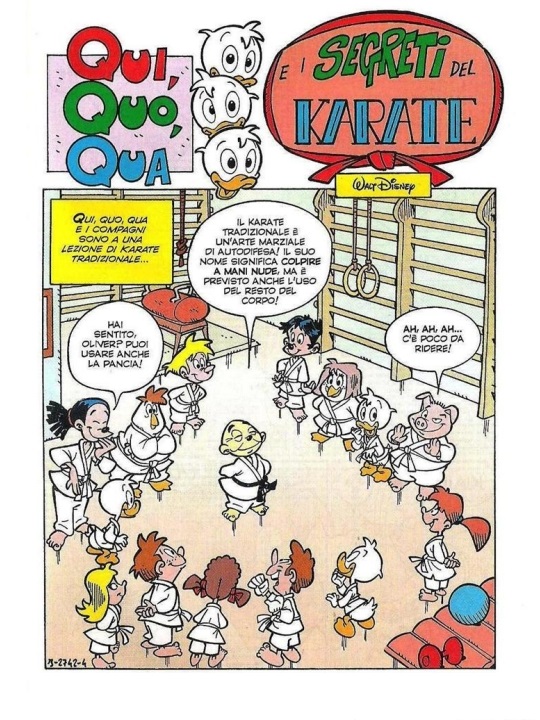 QUI,
QUO,
QUA
E I SEGRETI DEL
KARATE
WALT DISNEY
QUI, QUO, QUA
E I COMPAGNI
SONO A UNA
LEZIONE DI KARATE
TRADIZIONALE...
IL KARATE
TRADIZIONALE È
UN'ARTE MARZIALE
DI AUTODIFESA! IL SUO
NOME SIGNIFICA COLPIRE
A MANI NUDE, MA È
PREVISTO ANCHE L'USO
DEL RESTO DEL
CORPO!
HAI
SENTITO,
OLIVER? PUOI
USARE ANCHE
LA PANCIA!
AH, AH, AH...
C'È POCO DA
RIDERE!
B-2742-4